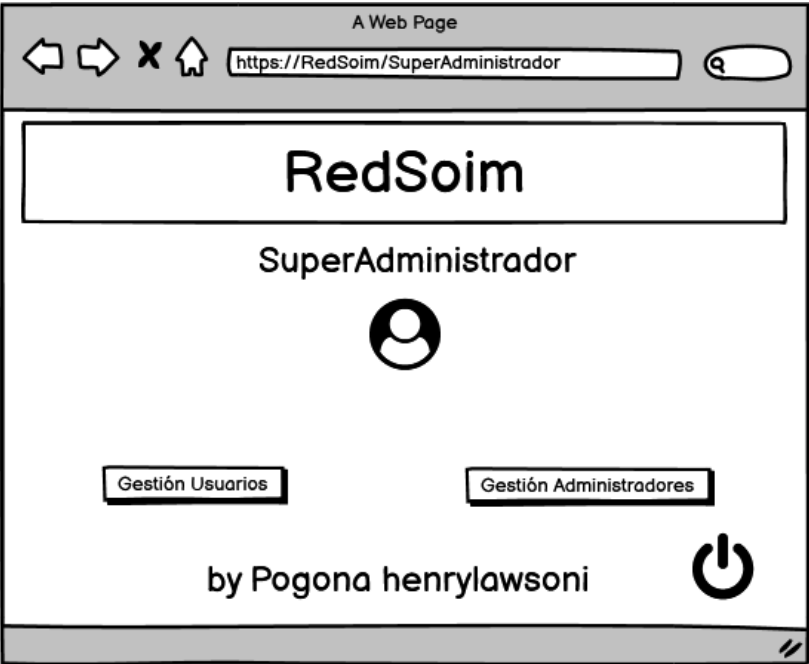 A Web Page
https://RedSoim/SuperAdministrador
RedSoim
SuperAdministrador
Gestión Usuarios
Gestión Administradores
by Pogona henrylawsoni